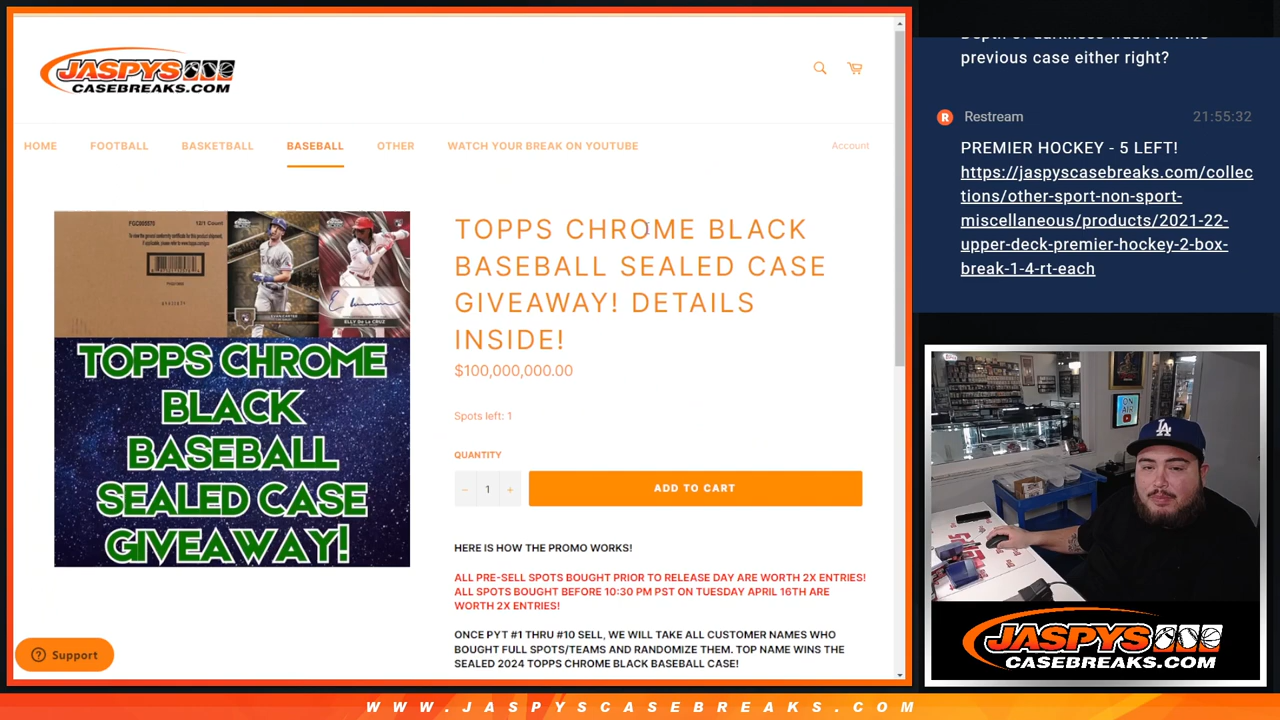 JASPYS
CASEBREAKS.COM
HOME
FOOTBALL
BASKETBALL
BASEBALL
OTHER
WATCH YOUR BREAK ON YOUTUBE
Account
TOPPS CHROME
BLACK
BASEBALL
SEALED CASE
GIVEAWAY!
TOPPS CHROME BLACK
BASEBALL SEALED CASE
GIVEAWAY! DETAILS
INSIDE!
$100,000,000.00
Spots left: 1
QUANTITY
− 1 +
ADD TO CART
HERE IS HOW THE PROMO WORKS!
ALL PRE-SELL SPOTS BOUGHT PRIOR TO RELEASE DAY ARE WORTH 2X ENTRIES!
ALL SPOTS BOUGHT BEFORE 10:30 PM PST ON TUESDAY APRIL 16TH ARE
WORTH 2X ENTRIES!
ONCE PYT #1 THRU #10 SELL, WE WILL TAKE ALL CUSTOMER NAMES WHO
BOUGHT FULL SPOTS/TEAMS AND RANDOMIZE THEM. TOP NAME WINS THE
SEALED 2024 TOPPS CHROME BLACK BASEBALL CASE!
Support
previous case either right?
Restream
21:55:32
PREMIER HOCKEY - 5 LEFT!
https://jaspyscasebreaks.com/collec
tions/other-sport-non-sport-
miscellaneous/products/2021-22-
upper-deck-premier-hockey-2-box-
break-1-4-rt-each
ON
AIR
JASPYS
CASEBREAKS.COM
WWW.JASPYSCASEBREAKS.COM